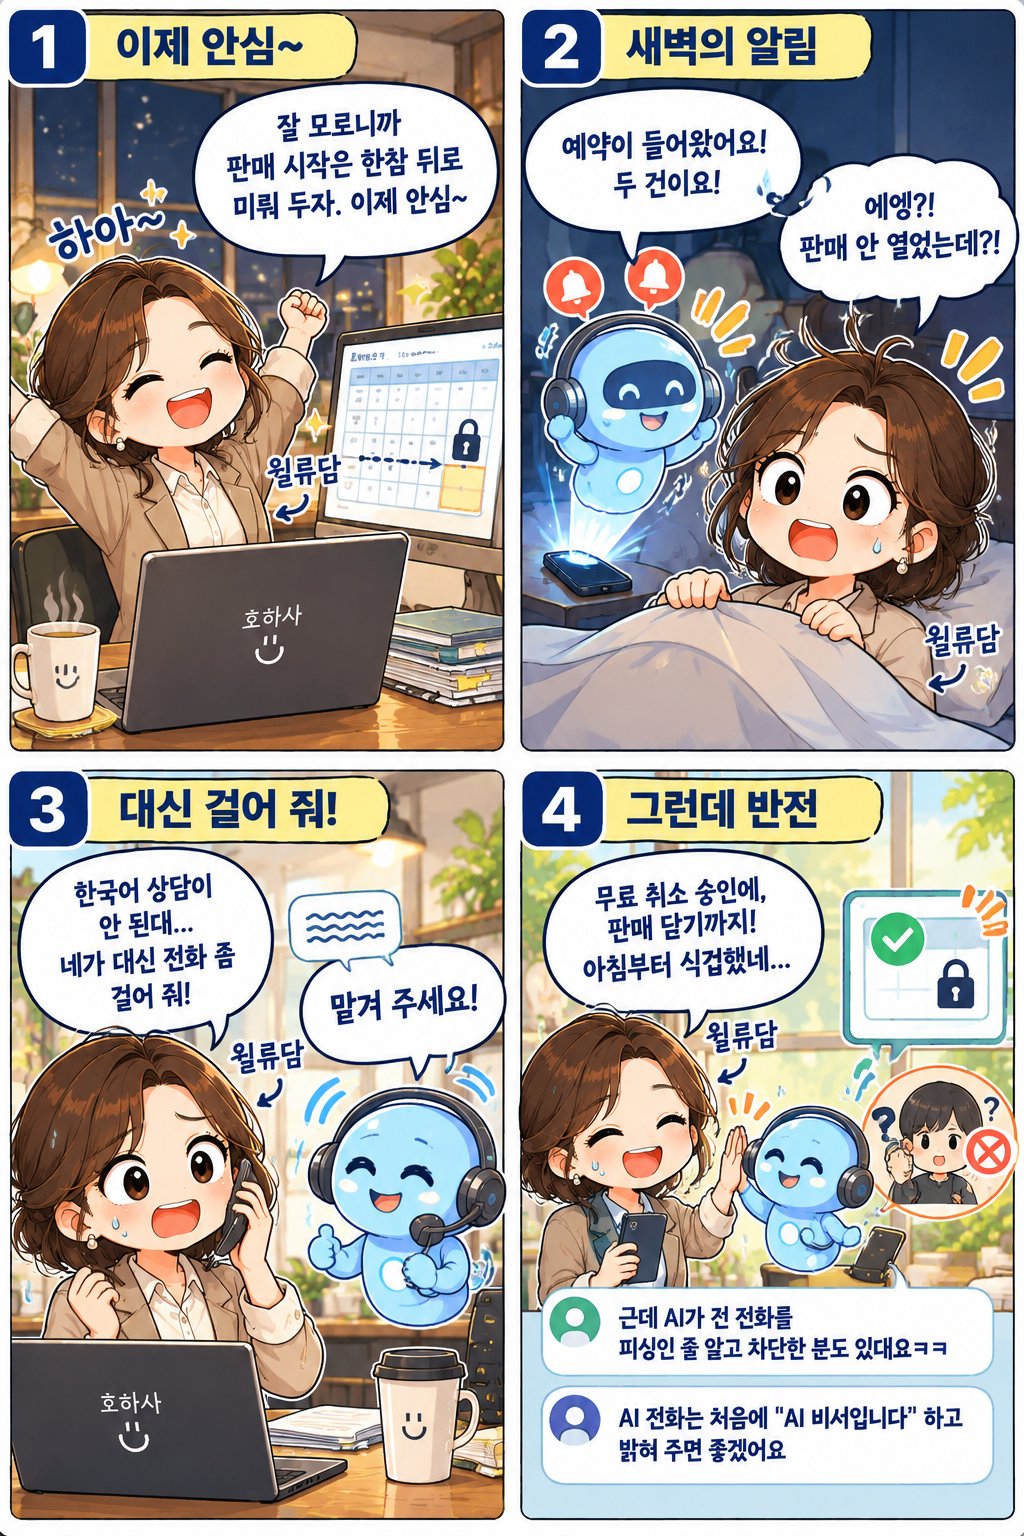 1 이제 안심~
잘 모로니까
판매 시작은 한참 뒤로
미뤄 두자. 이제 안심~
하아~
월류담
호하사
2 새벽의 알림
예약이 들어왔어요!
두 건이요!
에엥?!
판매 안 열었는데?!
월류담
3 대신 걸어 줘!
한국어 상담이
안 된대...
네가 대신 전화 좀
걸어 줘!
맡겨 주세요!
월류담
호하사
4 그런데 반전
무료 취소 숭인에,
판매 닫기까지!
아침부터 식겁했네...
월류담
? ?
근데 AI가 전 전화를
피싱인 줄 알고 차단한 분도 있대요ㅋㅋ
AI 전화는 처음에 "AI 비서입니다" 하고
밝혀 주면 좋겠어요